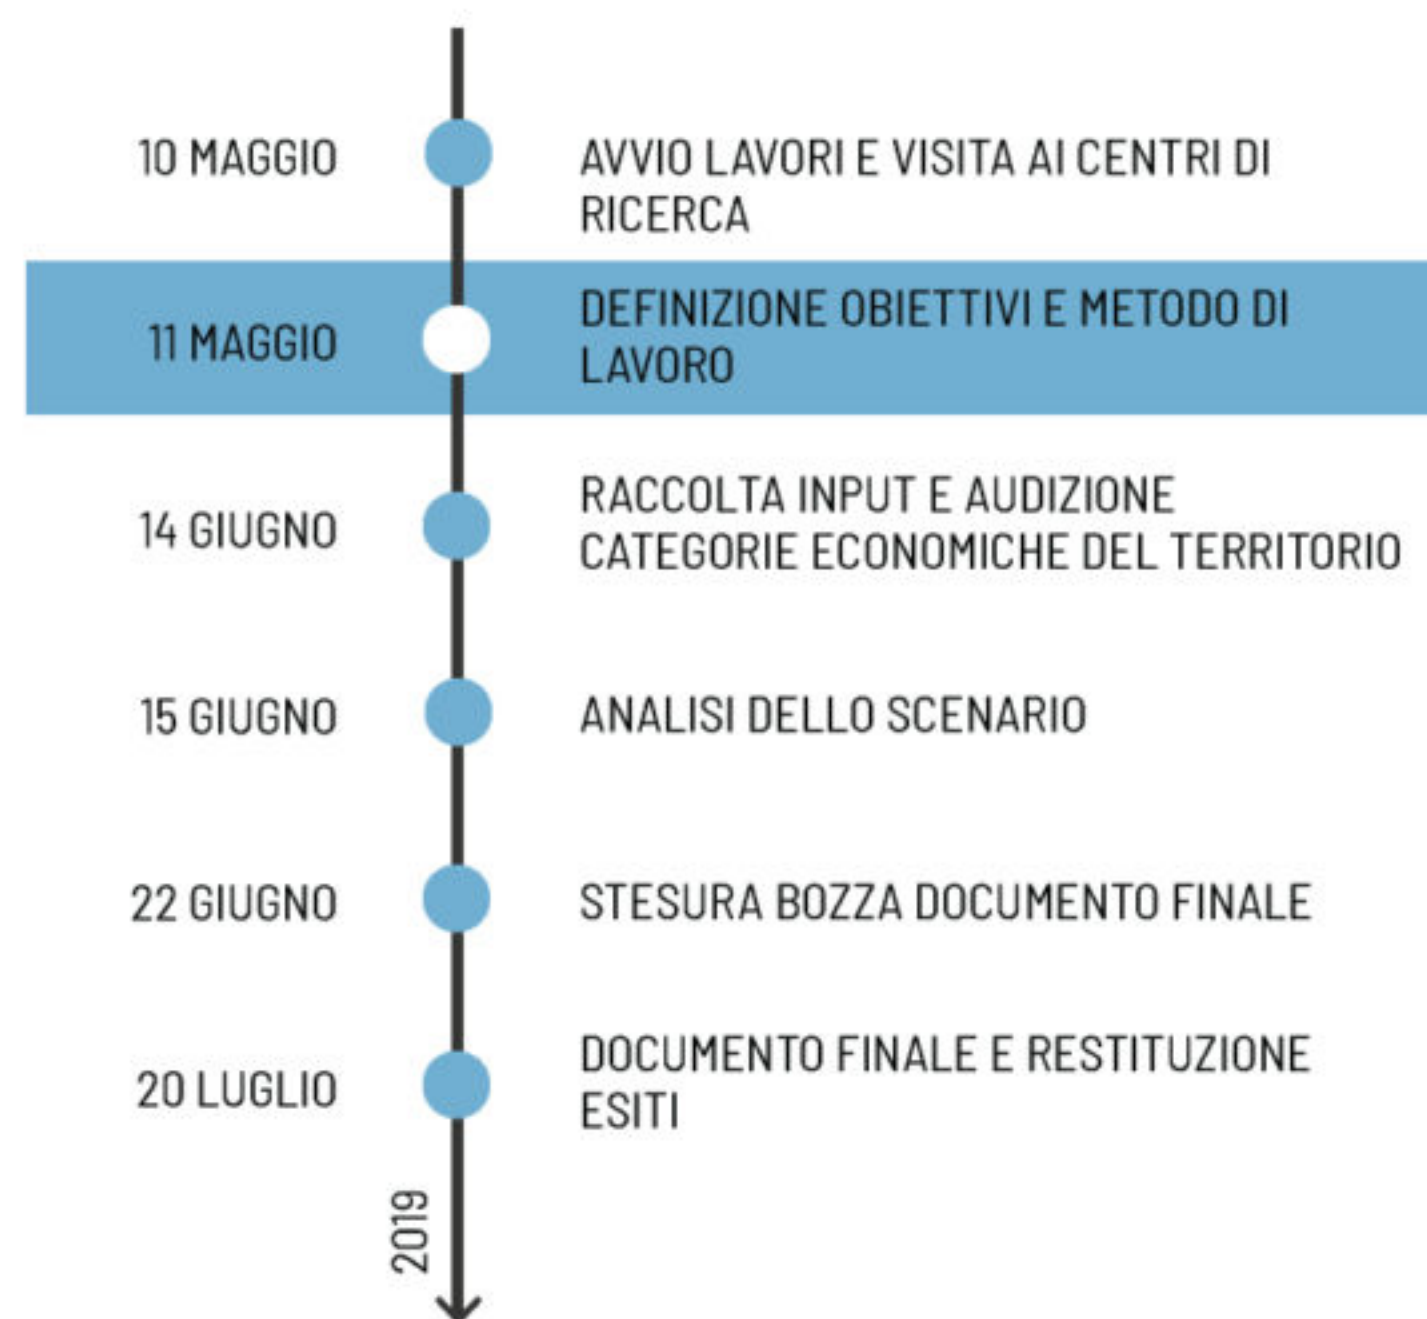 10 MAGGIO
AVVIO LAVORI E VISITA AI CENTRI DI
RICERCA
11 MAGGIO
DEFINIZIONE OBIETTIVI E METODO DI
LAVORO
14 GIUGNO
RACCOLTA INPUT E AUDIZIONE
CATEGORIE ECONOMICHE DEL TERRITORIO
15 GIUGNO
ANALISI DELLO SCENARIO
22 GIUGNO
STESURA BOZZA DOCUMENTO FINALE
20 LUGLIO
DOCUMENTO FINALE E RESTITUZIONE
ESITI
2019